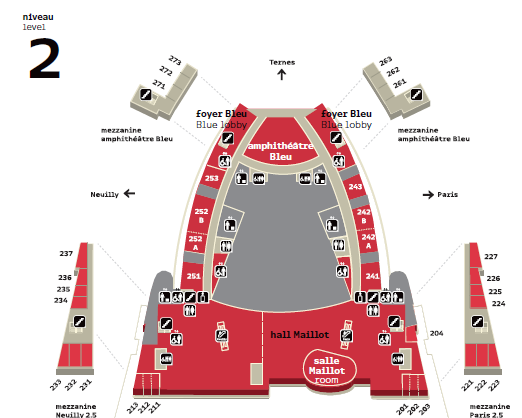 niveau
level
2
Ternes
273
272
271
263
262
261
mezzanine
amphithéâtre Bleu
foyer Bleu
Blue lobby
foyer Bleu
Blue lobby
mezzanine
amphithéâtre Bleu
amphithéâtre
Bleu
Neuilly
Paris
253
243
252
B
242
B
252
A
242
A
251
241
237
236
235
234
227
226
225
224
204
hall Maillot
salle
Maillot
room
233
232
231
213
212
211
201
202
203
221
222
223
mezzanine
Neuilly 2.5
mezzanine
Paris 2.5